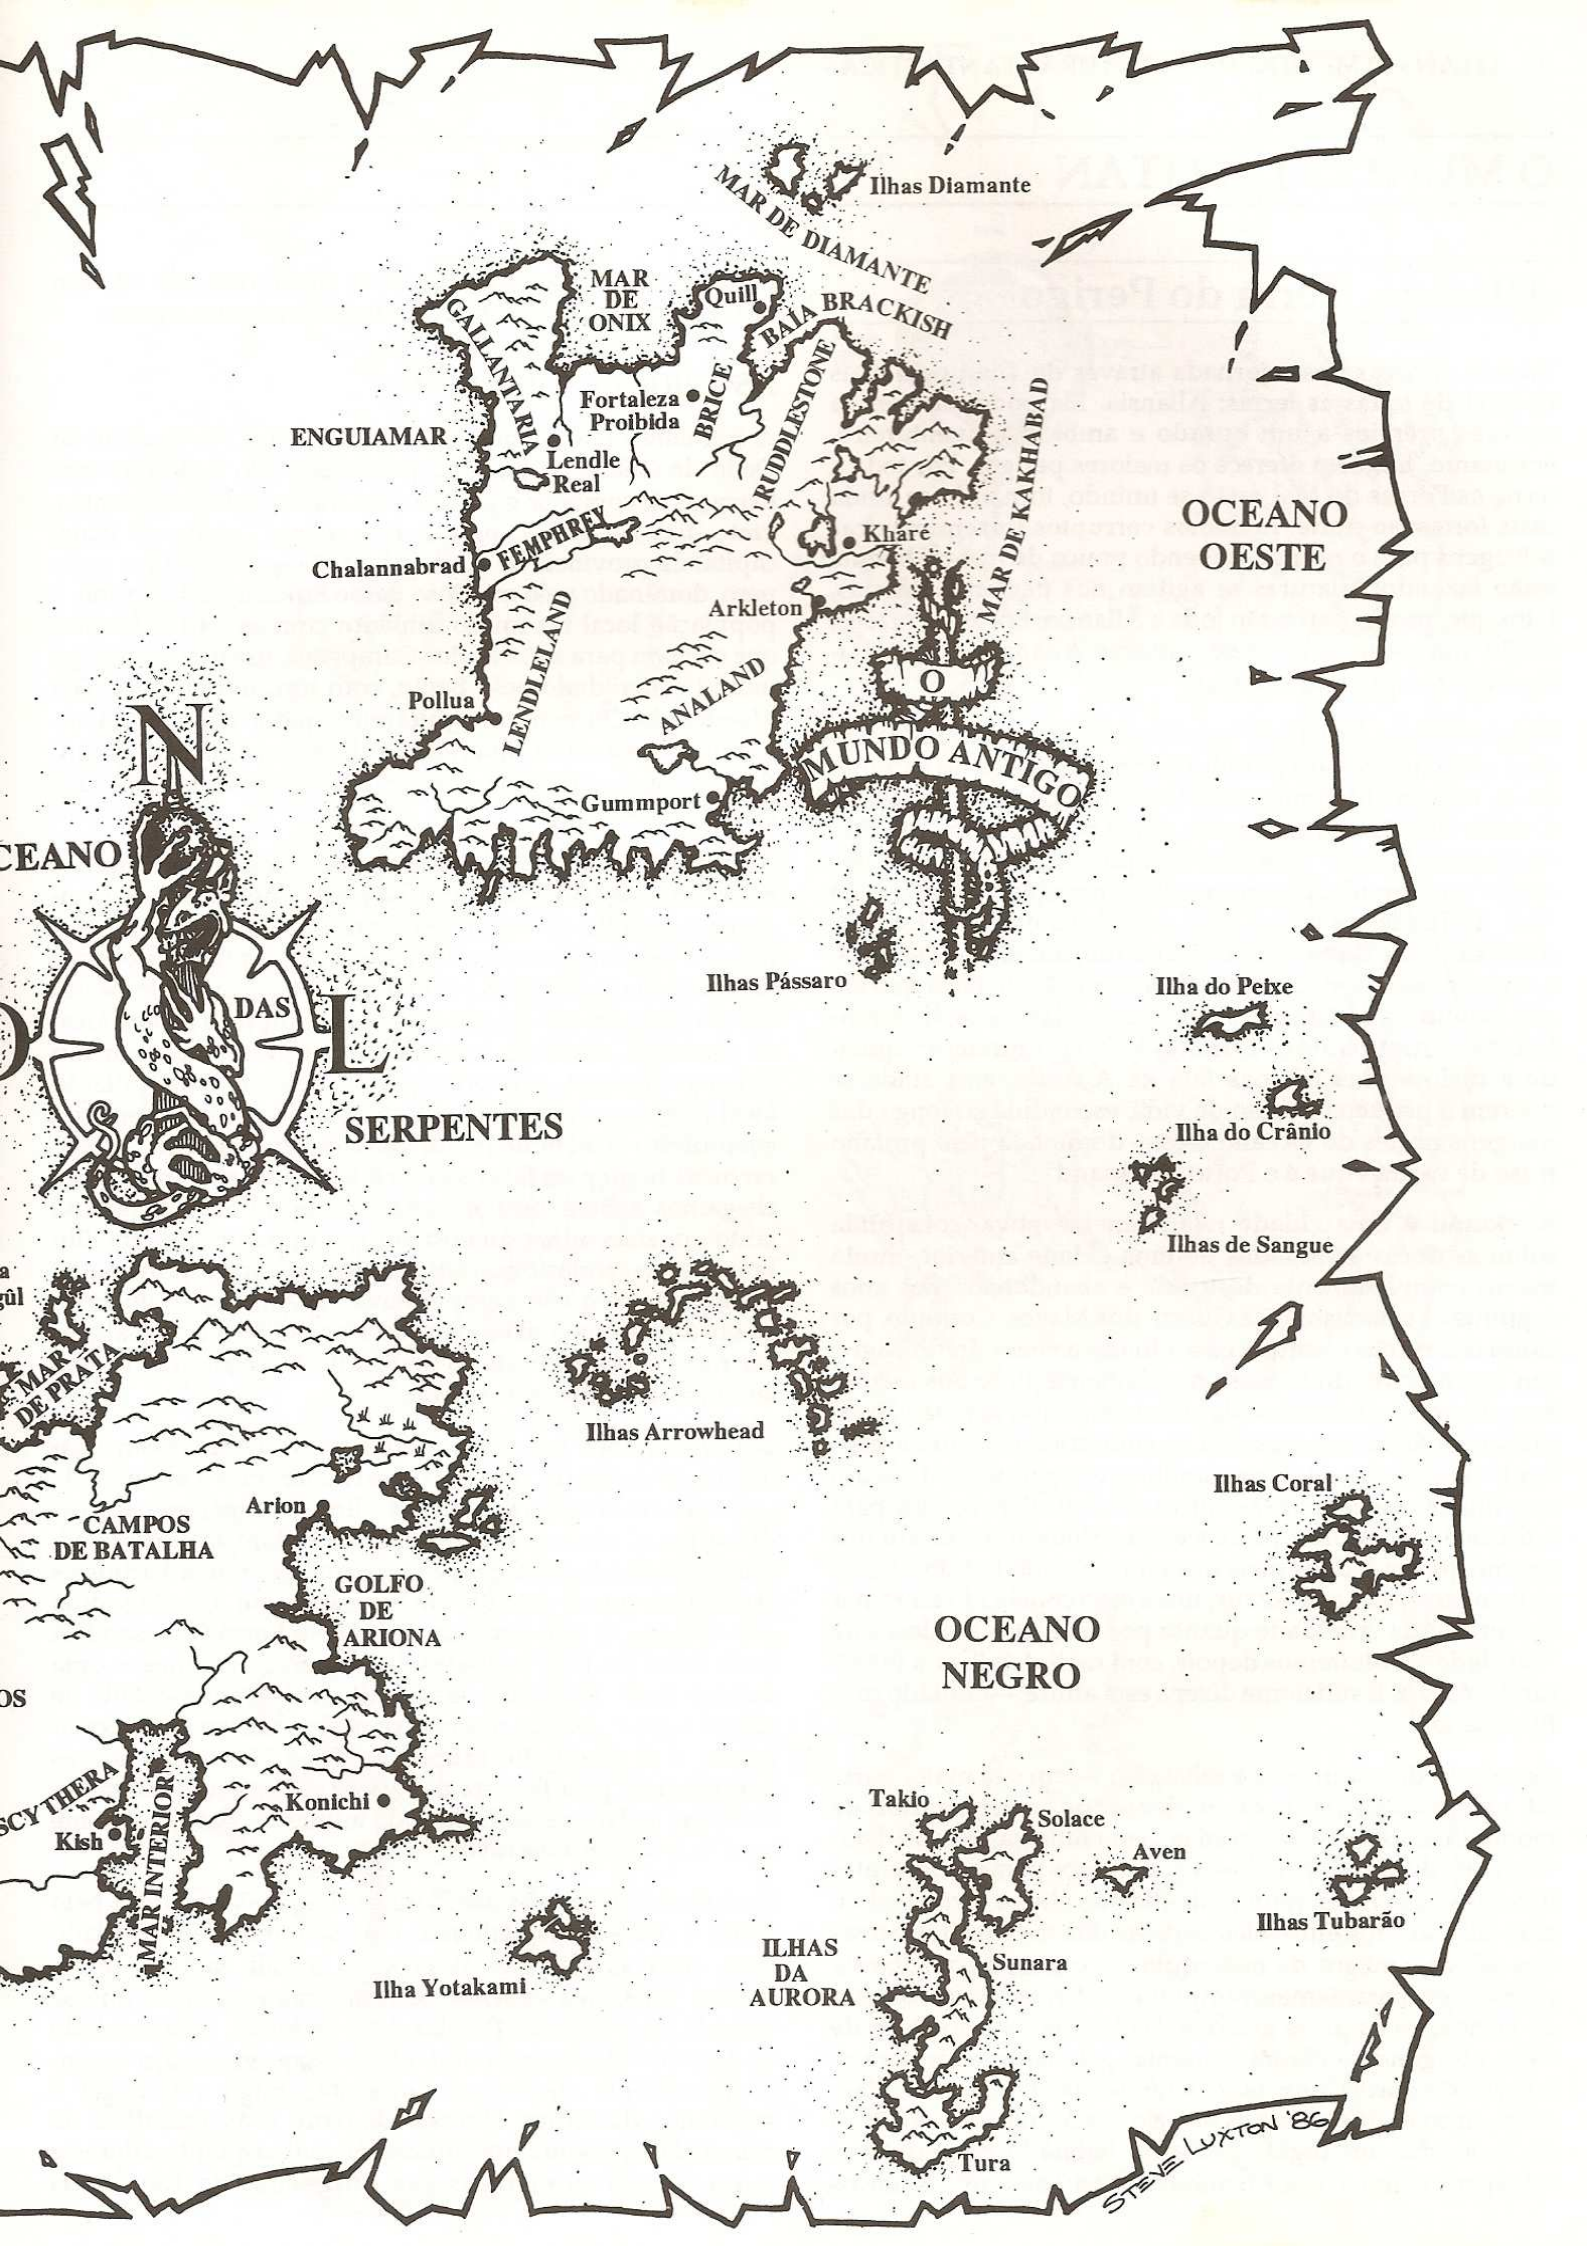 Ilhas Diamante
MAR DE DIAMANTE
MAR
DE
ONIX
Quill
BAÍA BRACKISH
GALLANTARIA
Fortaleza
Proibida
BRICE
RUDDLESTONE
MAR DE KAKHABAD
ENGUIAMAR
Lendle
Real
OCEANO
OESTE
FEMPHREY
Kharé
Chalannabrad
Arkleton
LENDLELAND
ANALAND
O
MUNDO ANTIGO
Pollua
N
Gummport
CEANO
Ilhas Pássaro
Ilha do Peixe
DAS
O
L
SERPENTES
Ilha do Crânio
Ilhas de Sangue
a
gûl
MAR
DE PRATA
Ilhas Arrowhead
Ilhas Coral
Arion
CAMPOS
DE BATALHA
GOLFO
DE
ARIONA
OCEANO
NEGRO
OS
SCYTHERA
Kish
MAR INTERIOR
Konichi
Takio
Solace
Aven
Ilhas Tubarão
ILHAS
DA
AURORA
Sunara
Ilha Yotakami
Tura
STEVE LUXTON '86